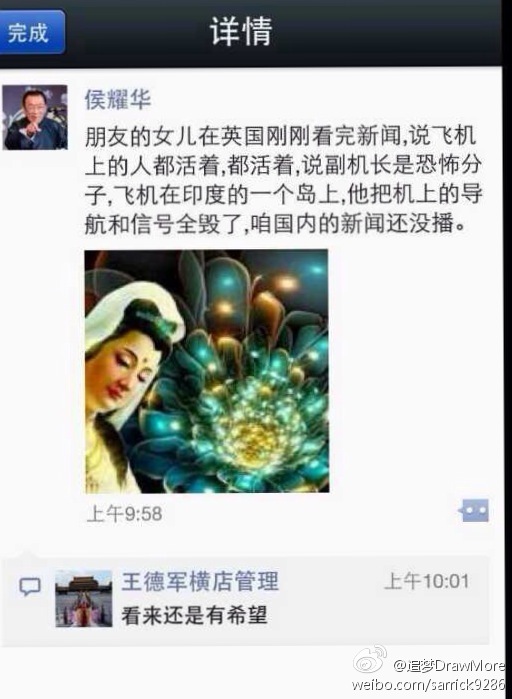 完成
详情
侯耀华
朋友的女儿在英国刚刚看完新闻,说飞机
上的人都活着,都活着,说副机长是恐怖分
子,飞机在印度的一个岛上,他把机上的导
航和信号全毁了,咱国内的新闻还没播。
上午9:58
王德军横店管理
上午10:01
看来还是有希望
@追梦DrawMore
weibo.com/sarrick9286